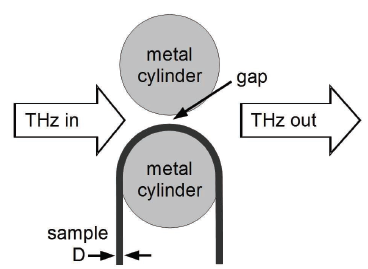 metal
cylinder
gap
THz in
THz out
metal
cylinder
sample
D